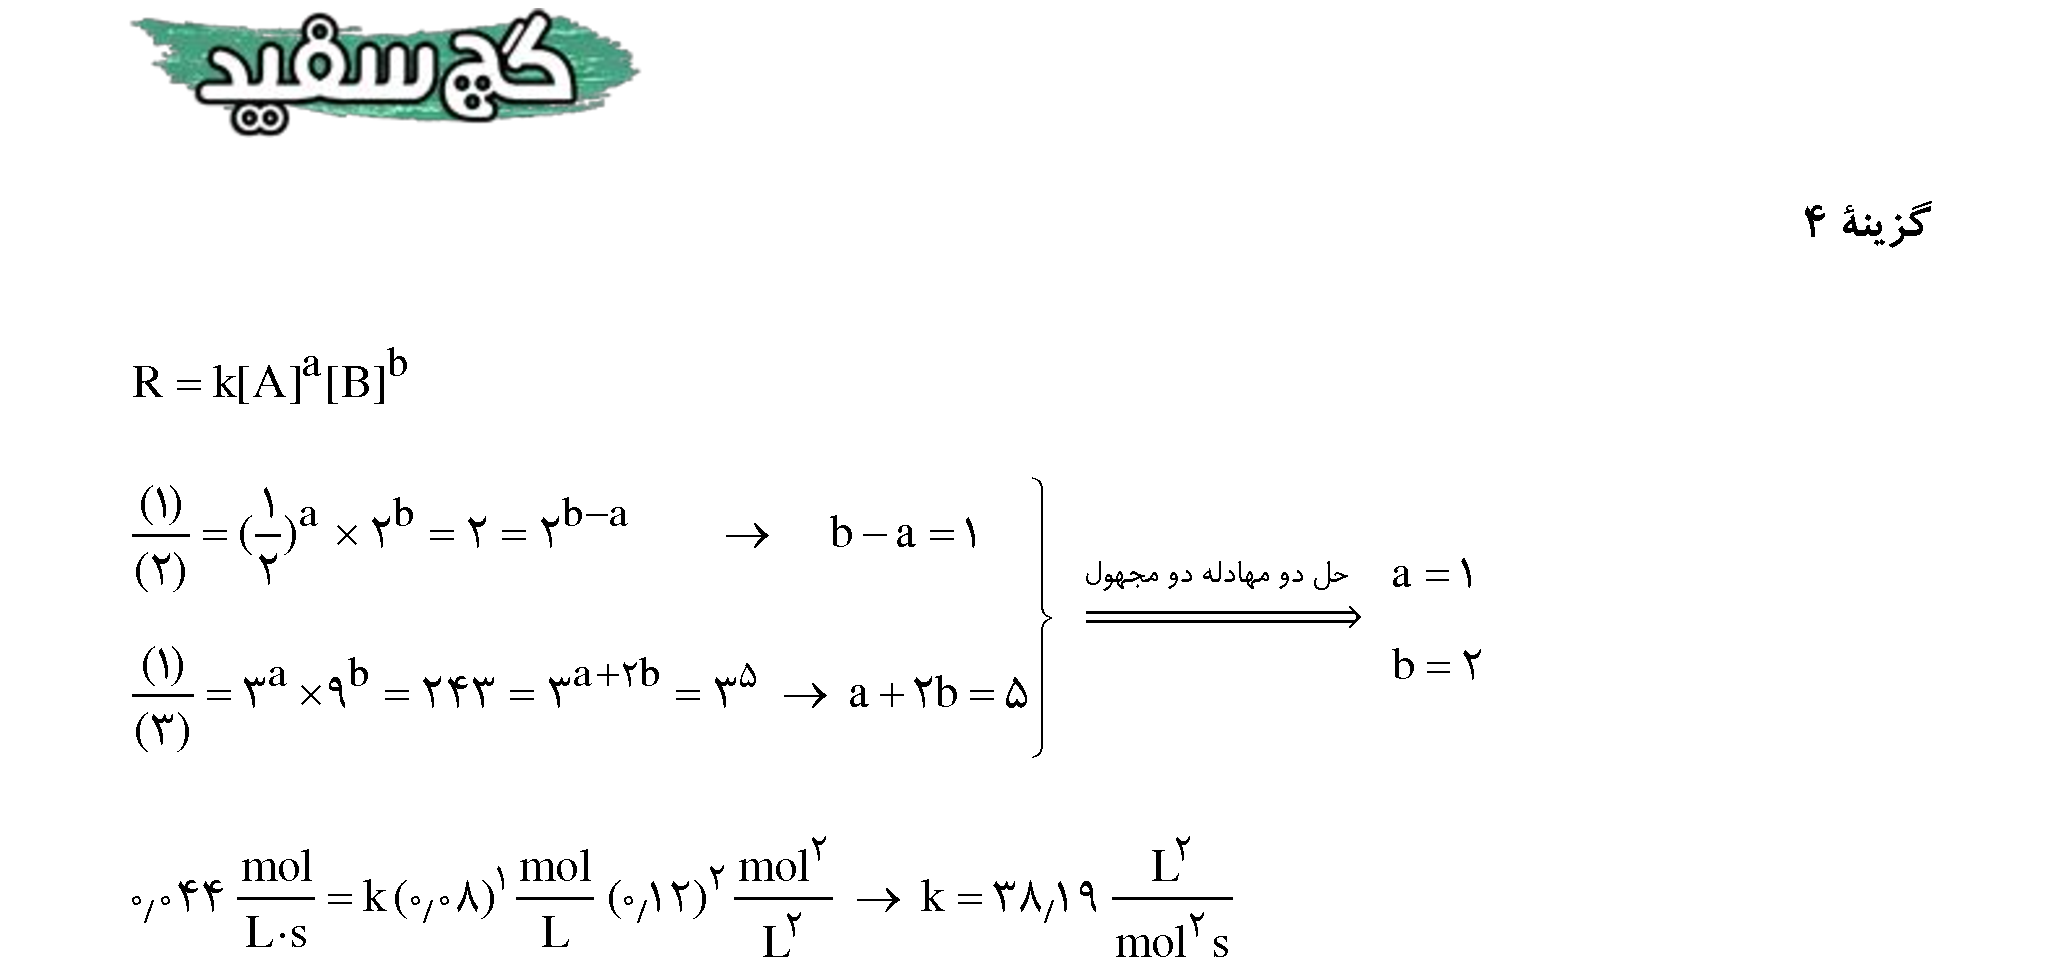 گچ سفید
گزینهٔ ۴
R = k[A]^a[B]^b
(۱)/(۲) = (۱/۲)^a × ۲^b = ۲ = ۲^(b−a) → b − a = ۱
(۱)/(۳) = ۳^a × ۹^b = ۲۴۳ = ۳^(a+۲b) = ۳^۵ → a + ۲b = ۵
حل دو مهادله دو مجهول
a = ۱
b = ۲
۰٫۰۴۴ mol/(L·s) = k(۰٫۰۸)^۱ mol/L (۰٫۱۲)^۲ mol^۲/L^۲ → k = ۳۸٫۱۹ L^۲/(mol^۲ s)